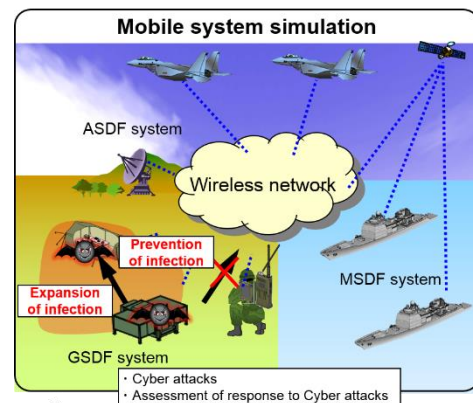 Mobile system simulation
ASDF system
Wireless network
Prevention
of infection
MSDF system
Expansion
of infection
GSDF system
· Cyber attacks
· Assessment of response to Cyber attacks